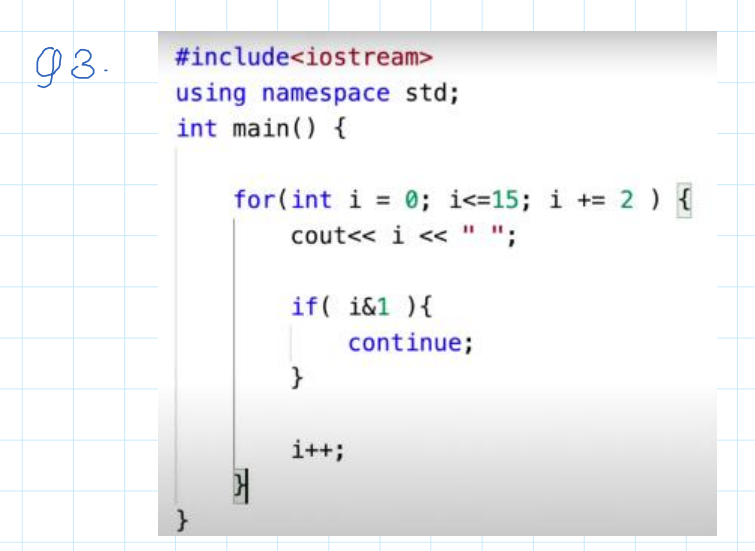 Q3.
#include<iostream>
using namespace std;
int main() {
for(int i = 0; i<=15; i += 2 ) {
cout<< i << " ";
if( i&1 ){
continue;
}
i++;
}
}